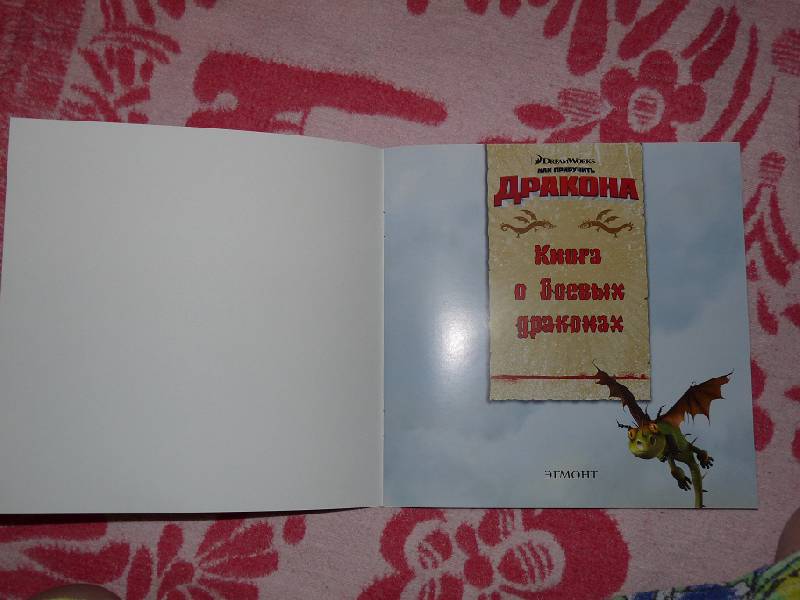 DREAMWORKS
КАК ПРИРУЧИТЬ
ДРАКОНА
Книга
о боевых
драконах
ЭГМОНТ